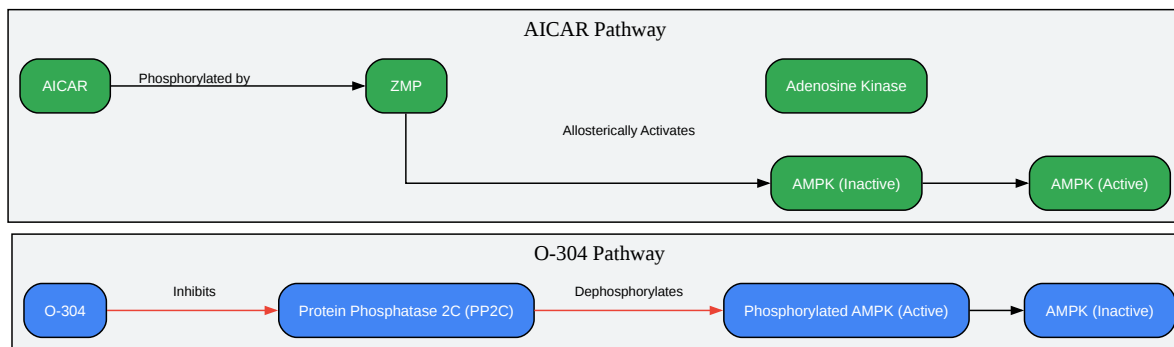 AICAR Pathway
AICAR
Phosphorylated by
ZMP
Adenosine Kinase
Allosterically Activates
AMPK (Inactive)
AMPK (Active)
O-304 Pathway
O-304
Inhibits
Protein Phosphatase 2C (PP2C)
Dephosphorylates
Phosphorylated AMPK (Active)
AMPK (Inactive)